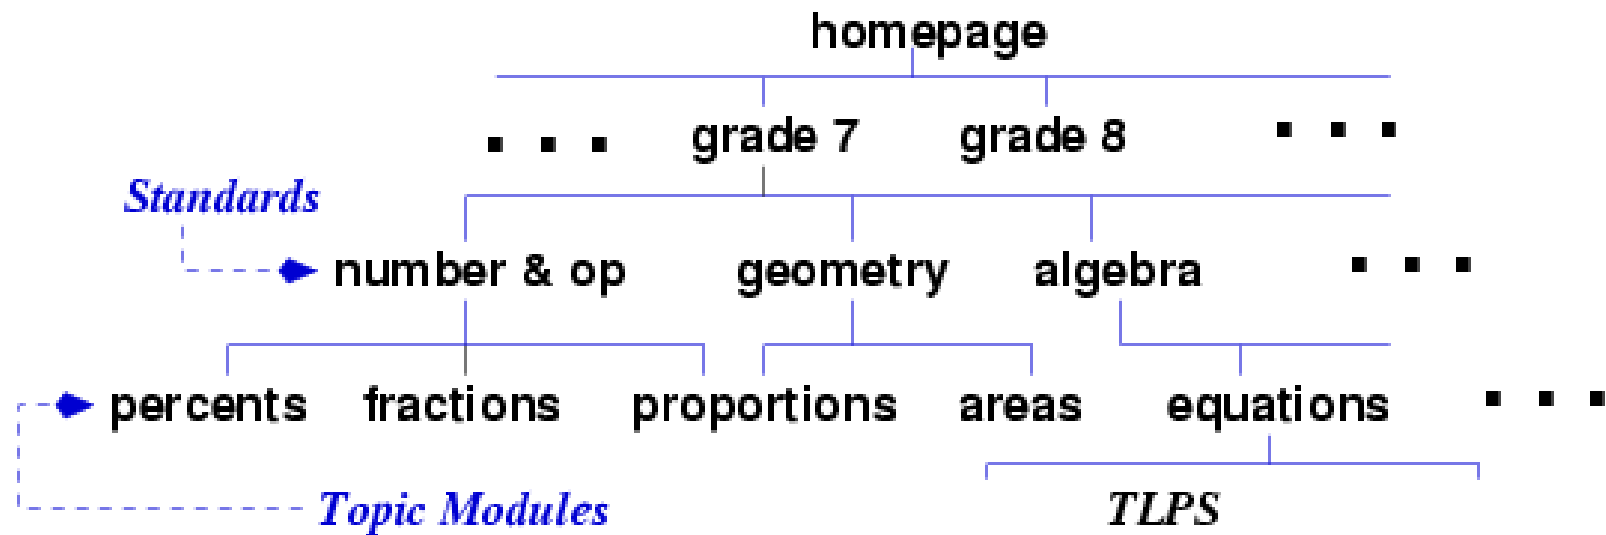 homepage
. . . grade 7 grade 8 . . .
Standards
number & op geometry algebra . . .
percents fractions proportions areas equations . . .
Topic Modules TLPS